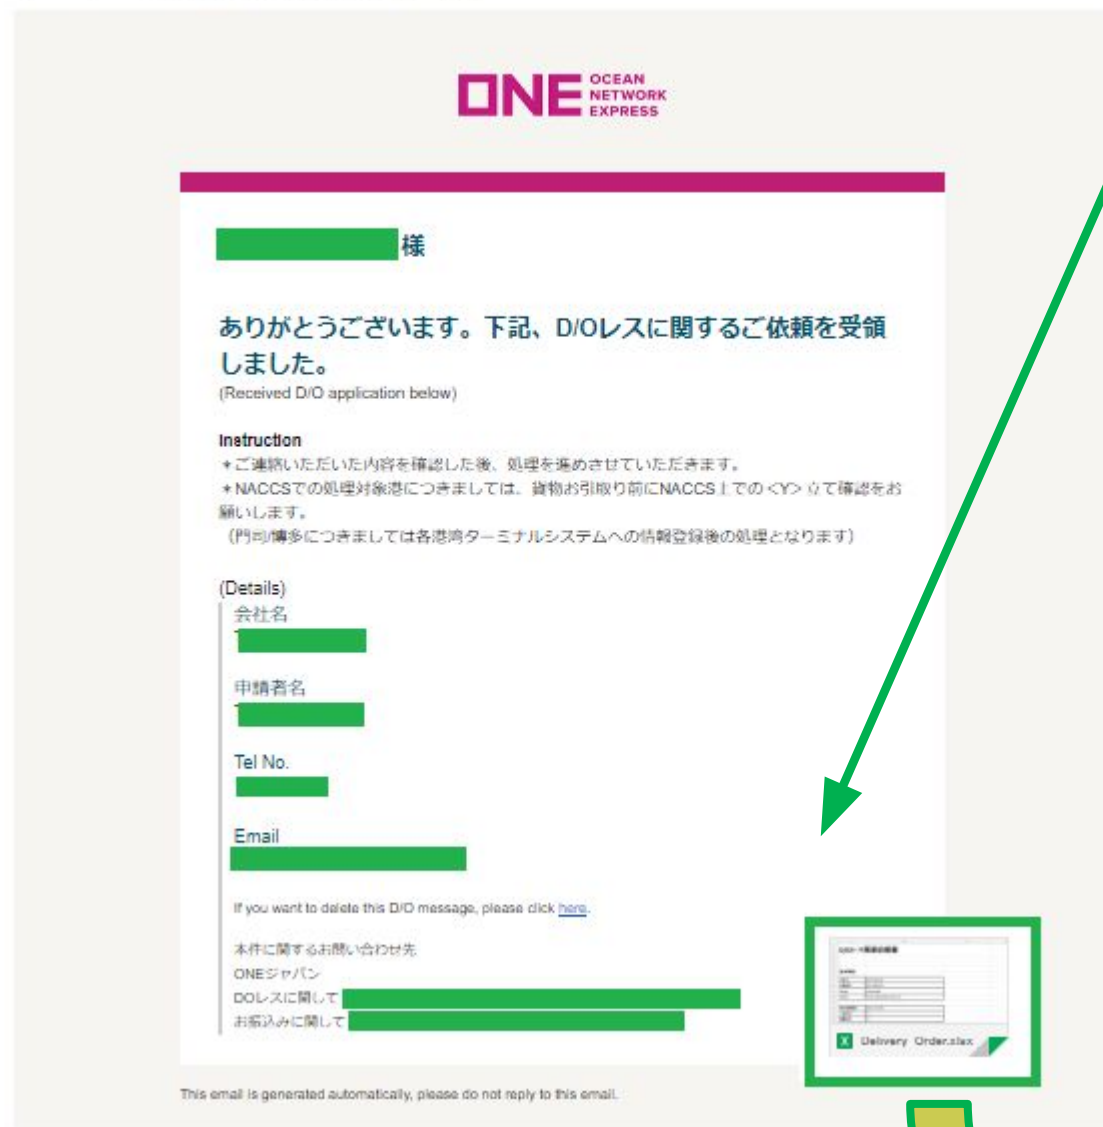 ONE OCEAN NETWORK EXPRESS
様
ありがとうございます。下記、D/Oレスに関するご依頼を受領
しました。
(Received D/O application below)
Instruction
*ご連絡いただいた内容を確認した後、処理を進めさせていただきます。
*NACCSでの処理対象港につきましては、貨物お引取り前にNACCS上での<Y> 立て確認をお
願いします。
（門司/博多につきましては各港湾ターミナルシステムへの情報登録後の処理となります）
(Details)
会社名
申請者名
Tel No.
Email
If you want to delete this D/O message, please click here.
本件に関するお問い合わせ先
ONEジャパン
DOレスに関して
お振込みに関して
Delivery Order.xlsx
This email is generated automatically, please do not reply to this email.